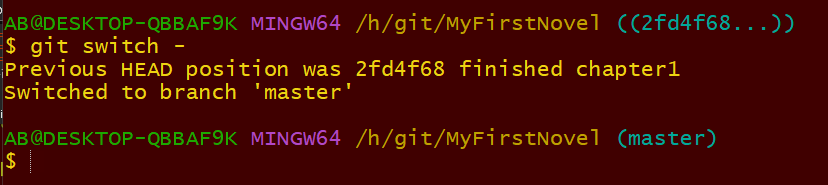 AB@DESKTOP-QBBAF9K MINGW64 /h/git/MyFirstNovel ((2fd4f68...))
$ git switch -
Previous HEAD position was 2fd4f68 finished chapter1
Switched to branch 'master'
AB@DESKTOP-QBBAF9K MINGW64 /h/git/MyFirstNovel (master)
$